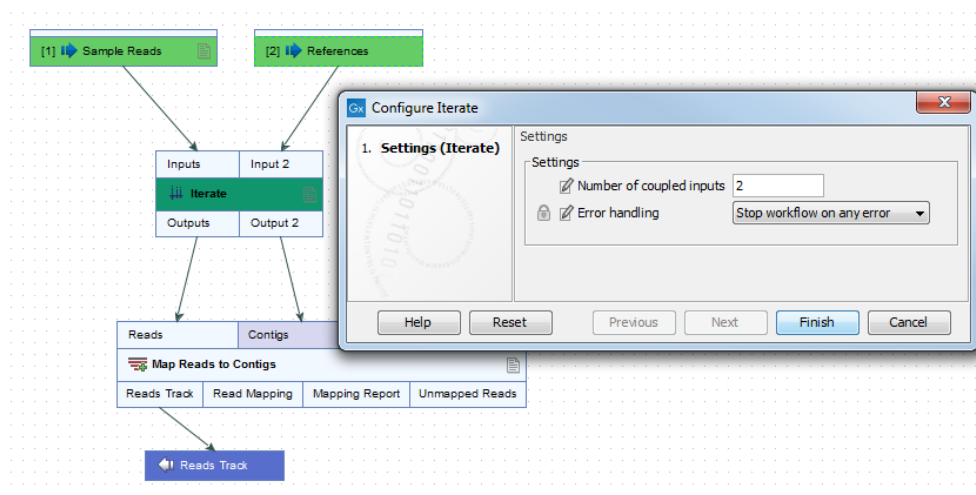 [1] Sample Reads
[2] References
Gx Configure Iterate
1. Settings (Iterate)
Settings
Settings
Number of coupled inputs 2
Error handling Stop workflow on any error
Help Reset Previous Next Finish Cancel
Inputs Input 2
Iterate
Outputs Output 2
Reads Contigs
Map Reads to Contigs
Reads Track Read Mapping Mapping Report Unmapped Reads
Reads Track